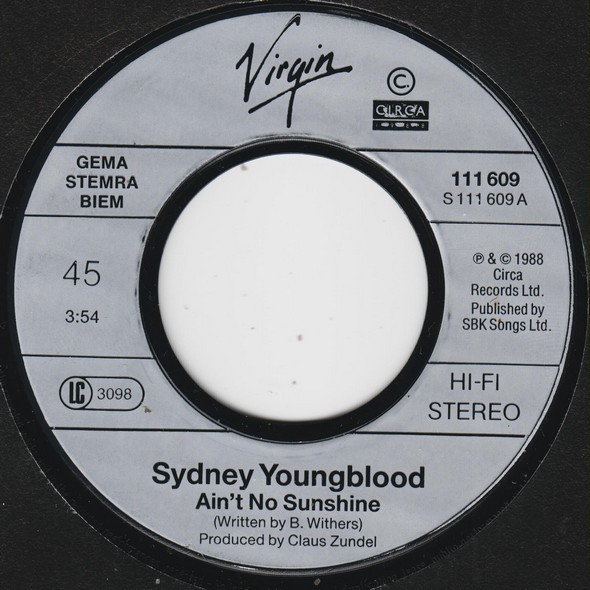 Virgin
C.
CIRCA
GEMA
STEMRA
BIEM
111 609
S 111 609 A
45
3:54
℗ & © 1988
Circa
Records Ltd.
Published by
SBK Songs Ltd.
LC 3098
HI-FI
STEREO
Sydney Youngblood
Ain't No Sunshine
(Written by B. Withers)
Produced by Claus Zundel